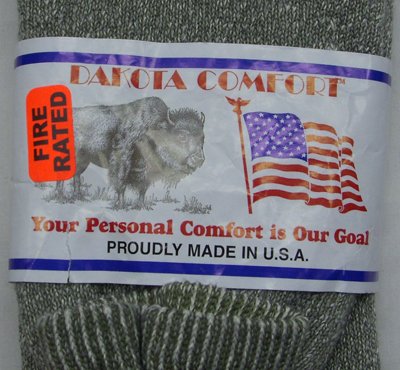 DAKOTA COMFORT
FIRE
RATED
Your Personal Comfort is Our Goal
PROUDLY MADE IN U.S.A.